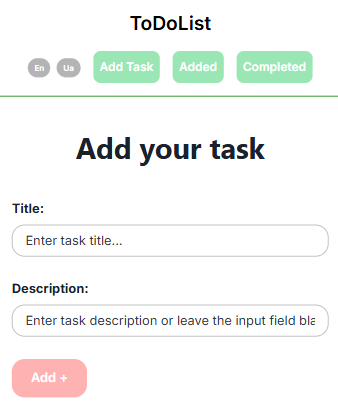 ToDoList
En Ua Add Task Added Completed
Add your task
Title:
Enter task title...
Description:
Enter task description or leave the input field bla
Add +